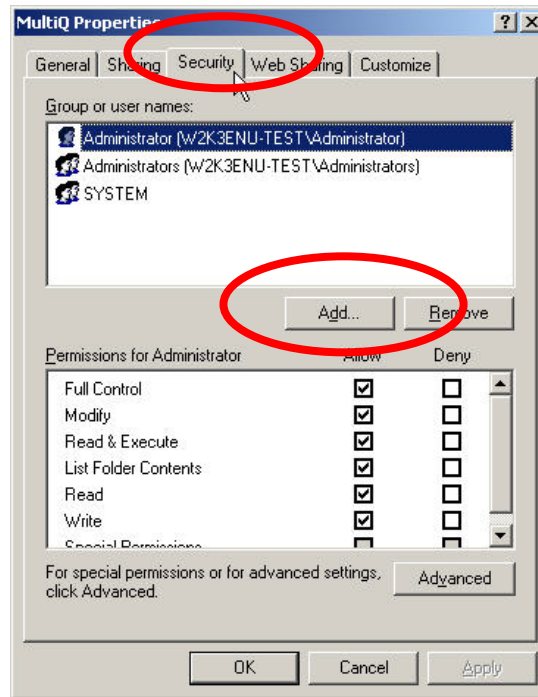 MultiQ Properties
General Sharing Security Web Sharing Customize
Group or user names:
Administrator (W2K3ENU-TEST\Administrator)
Administrators (W2K3ENU-TEST\Administrators)
SYSTEM
Add... Remove
Permissions for Administrator Allow Deny
Full Control
Modify
Read & Execute
List Folder Contents
Read
Write
Special Permissions
For special permissions or for advanced settings,
click Advanced.
Advanced
OK Cancel Apply